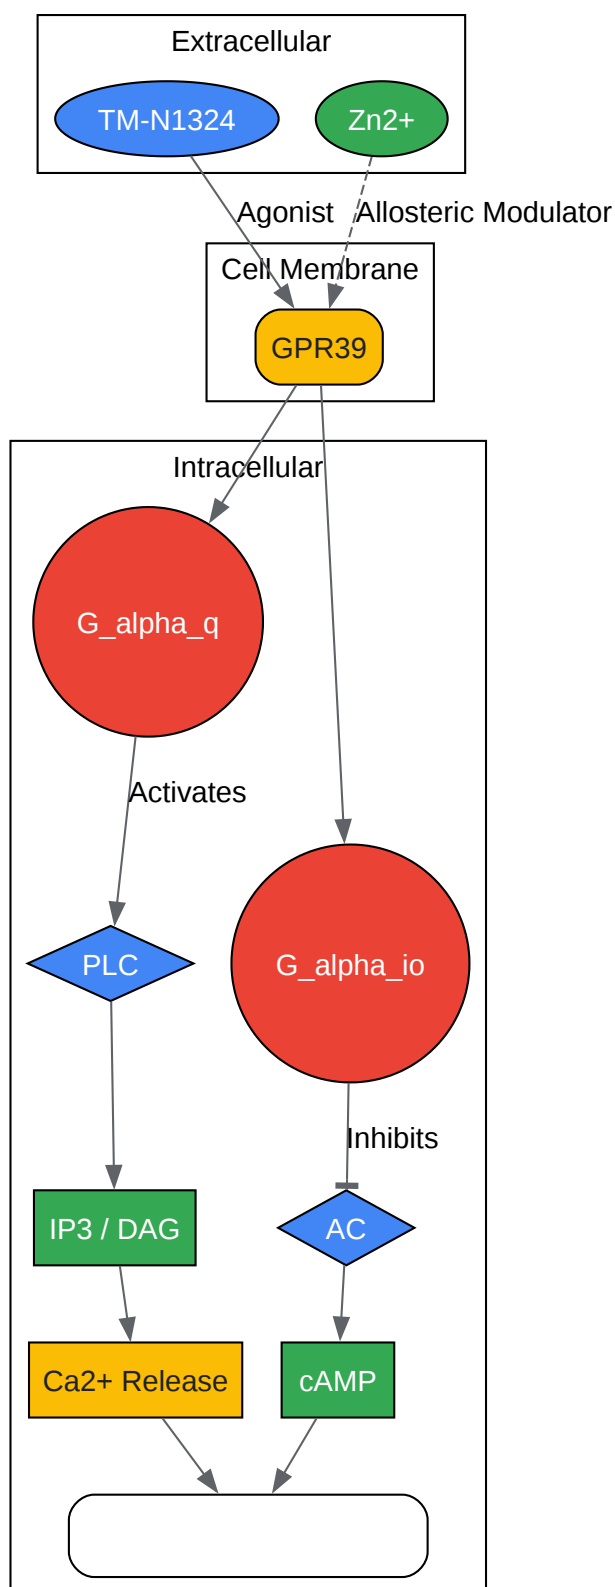 Extracellular
TM-N1324
Zn2+
Agonist
Allosteric Modulator
Cell Membrane
GPR39
Intracellular
G_alpha_q
Activates
PLC
G_alpha_io
Inhibits
IP3 / DAG
AC
Ca2+ Release
cAMP